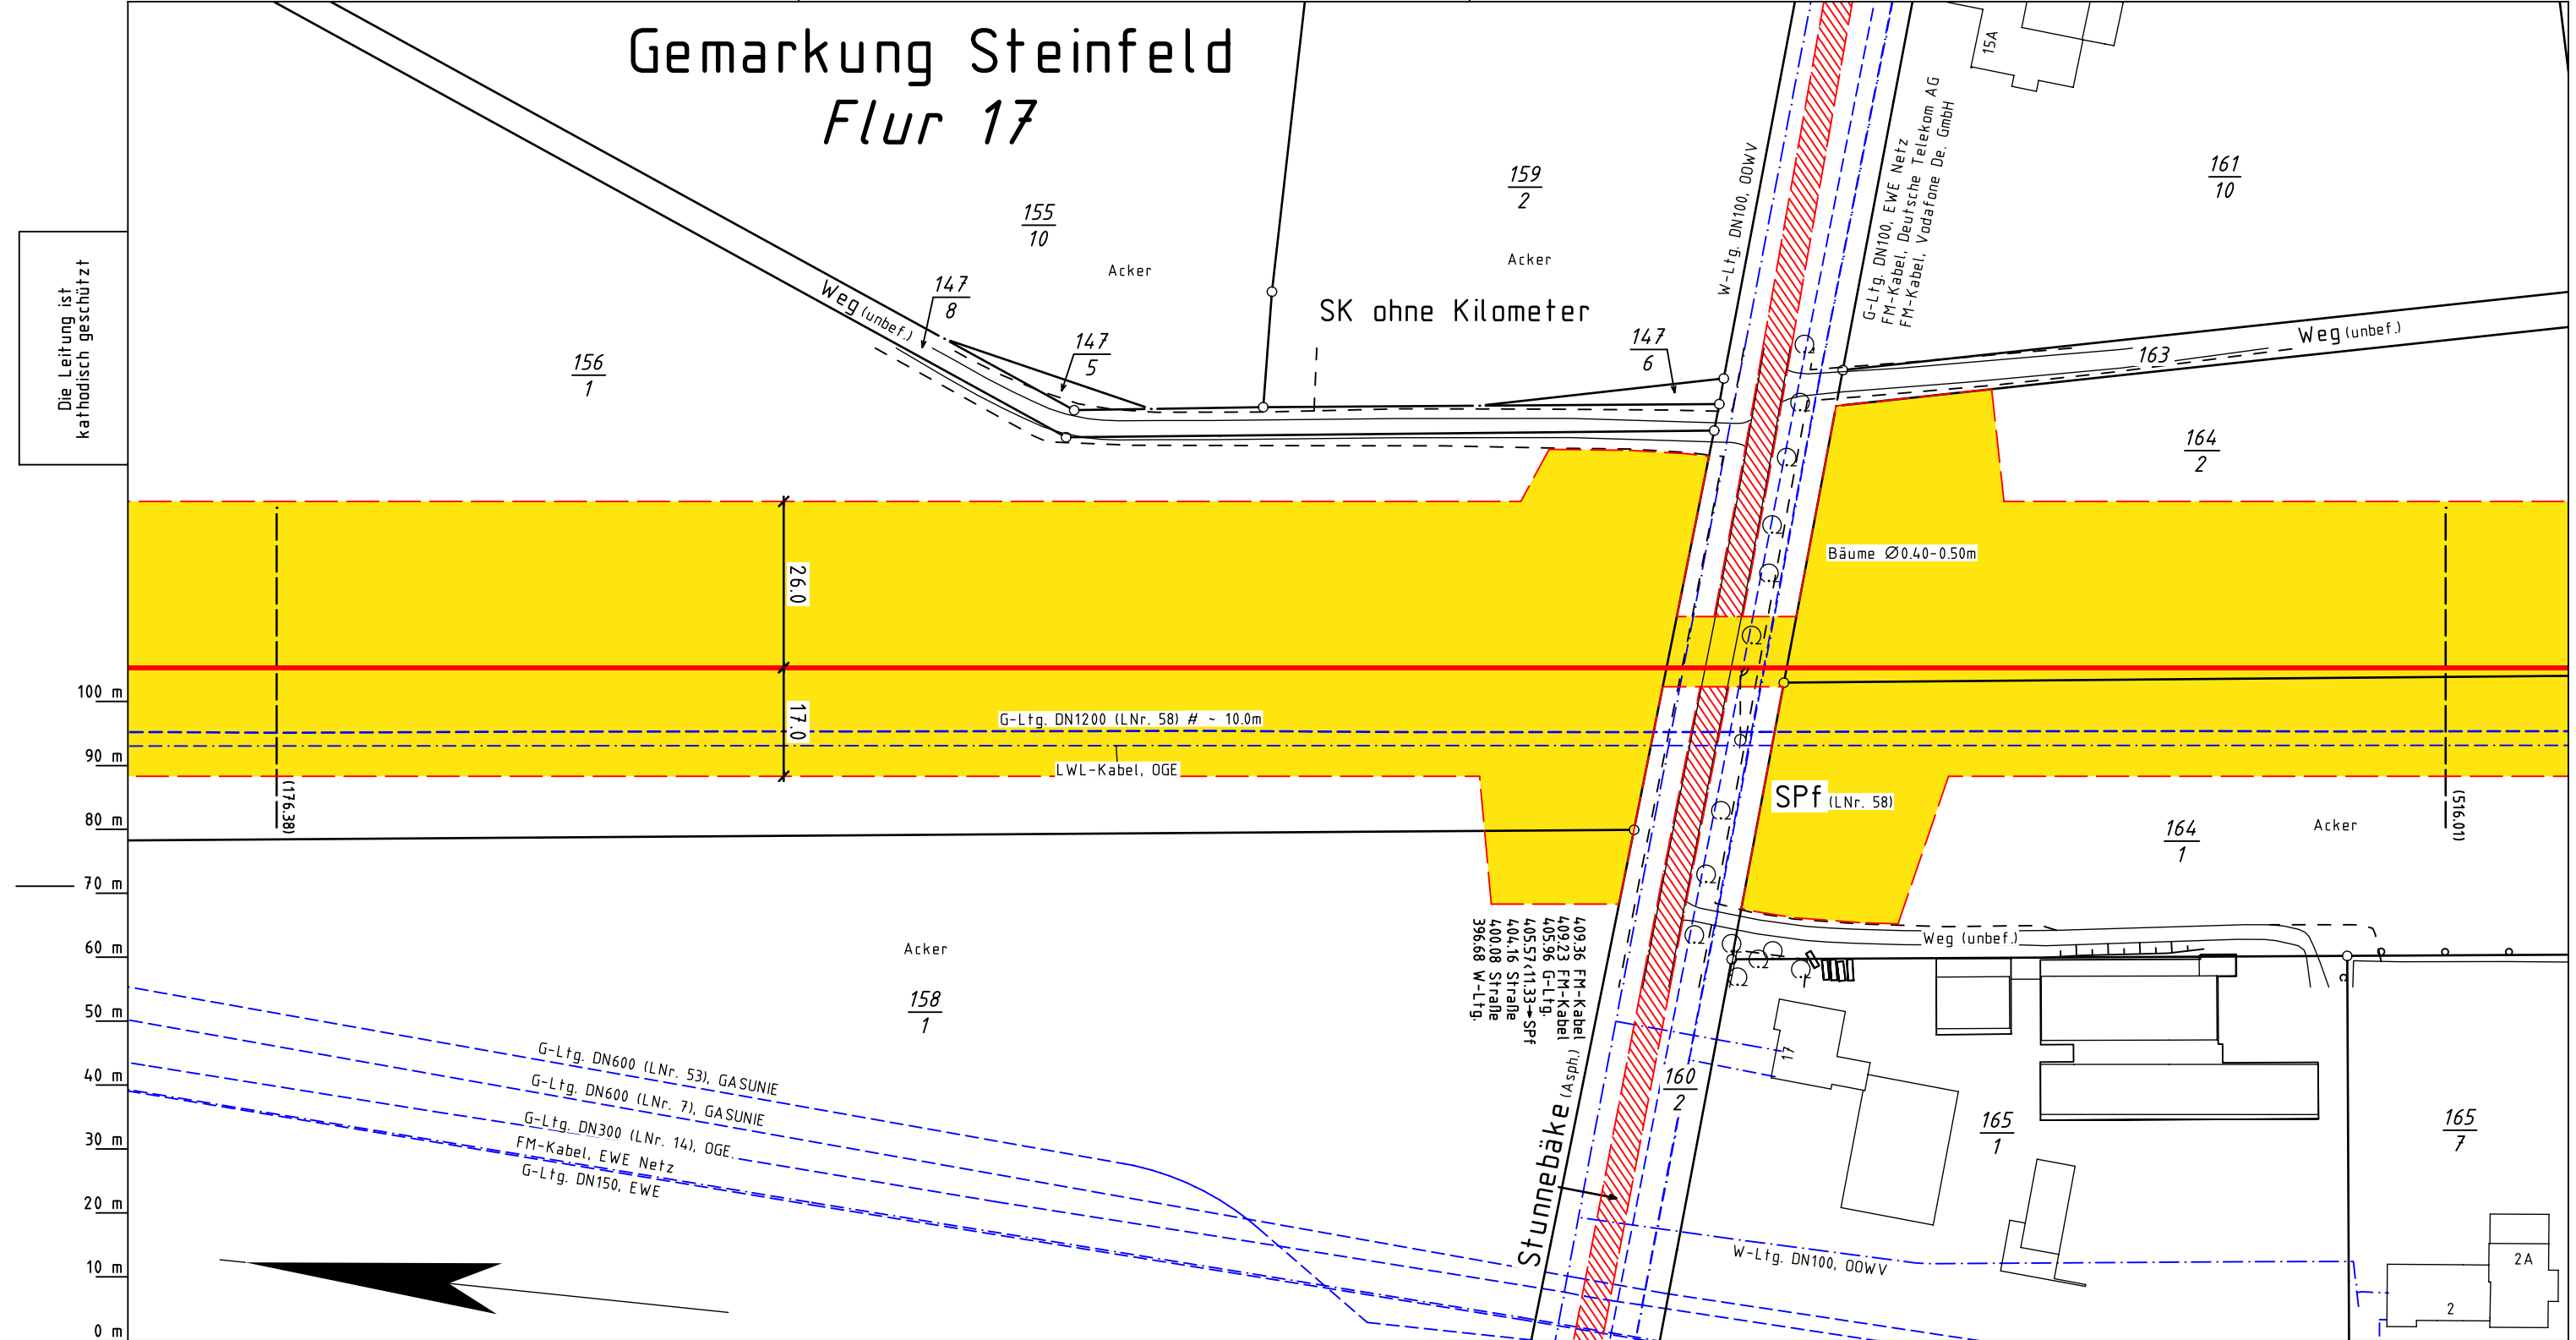 Gemarkung Steinfeld
Flur 17
15A
W-Ltg. DN100, OOWV
G-Ltg. DN100, EWE Netz
FM-Kabel, Deutsche Telekom AG
FM-Kabel, Vodafone De. GmbH
159
2
161
10
155
10
Acker
Acker
Die Leitung ist
kathodisch geschützt
Weg (unbef.)
147
8
SK ohne Kilometer
147
5
147
6
156
1
Weg (unbef.)
163
164
2
Bäume Ø0.40-0.50m
26.0
17.0
100 m
G-Ltg. DN1200 (LNr. 58) # ~ 10.0m
90 m
LWL-Kabel, OGE
(176.38)
SPf (LNr. 58)
(516.01)
80 m
164
1
Acker
70 m
409.36 FM-Kabel
409.23 FM-Kabel
405.96 G-Ltg.
405.57<11.33→SPf
404.16 Straße
400.08 Straße
396.68 W-Ltg.
60 m
Acker
Weg (unbef.)
158
1
50 m
G-Ltg. DN600 (LNr. 53), GASUNIE
G-Ltg. DN600 (LNr. 7), GASUNIE
G-Ltg. DN300 (LNr. 14), OGE
FM-Kabel, EWE Netz
G-Ltg. DN150, EWE
17
40 m
160
2
165
1
165
7
30 m
Stunnebäke (Asph.)
20 m
W-Ltg. DN100, OOWV
10 m
2A
2
0 m